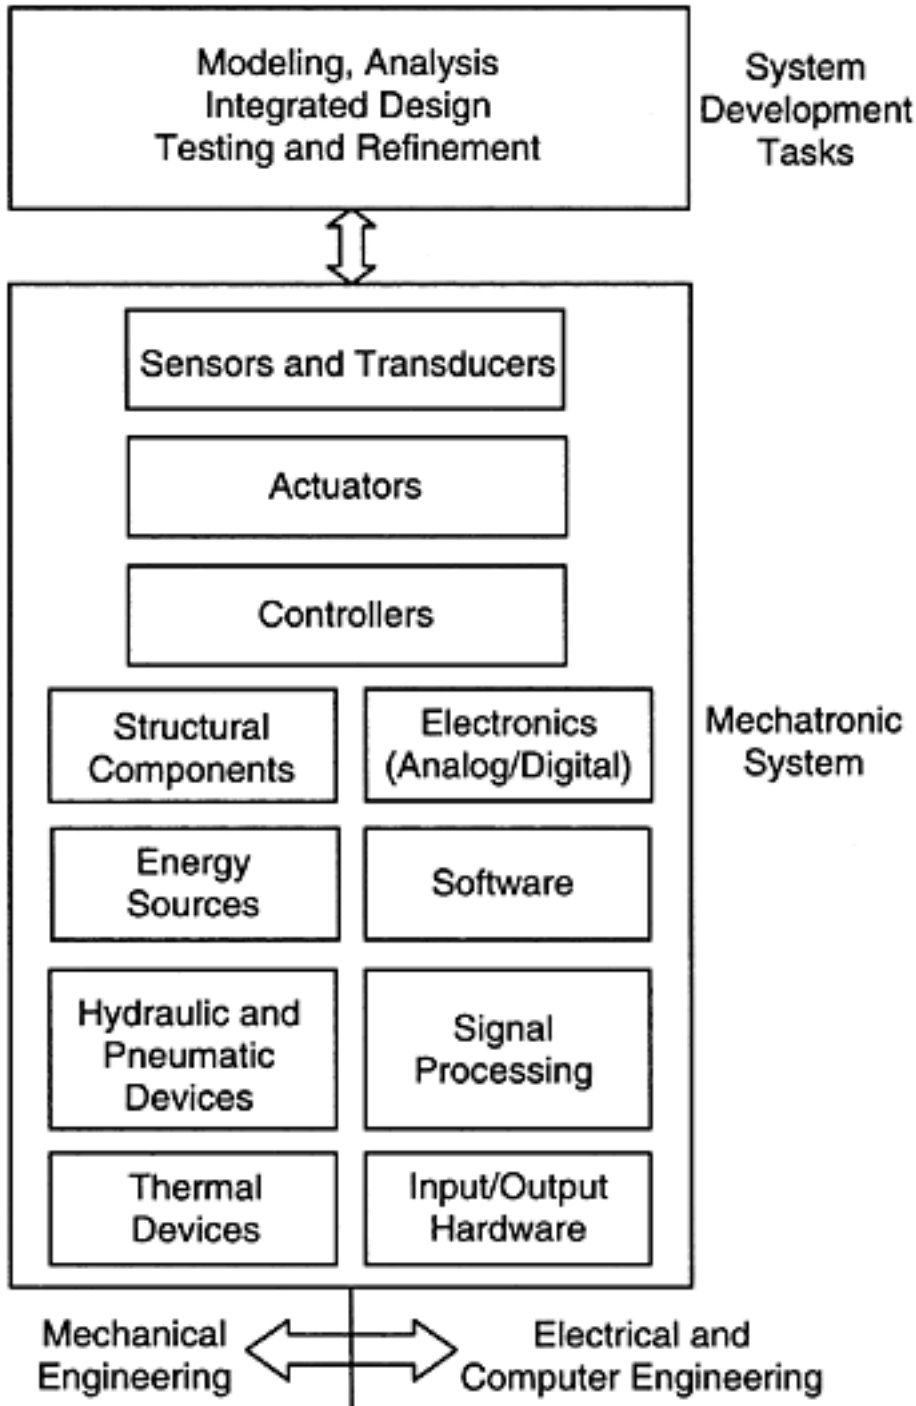 Modeling, Analysis
Integrated Design
Testing and Refinement
System
Development
Tasks
Sensors and Transducers
Actuators
Controllers
Structural
Components
Electronics
(Analog/Digital)
Mechatronic
System
Energy
Sources
Software
Hydraulic and
Pneumatic
Devices
Signal
Processing
Thermal
Devices
Input/Output
Hardware
Mechanical
Engineering
Electrical and
Computer Engineering